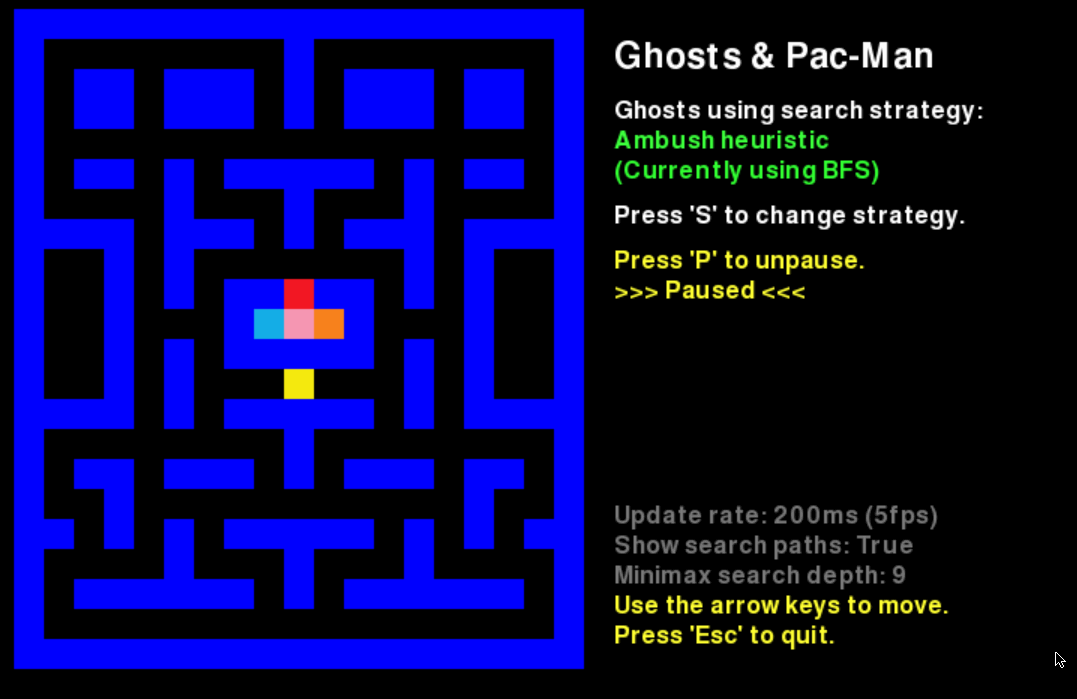 Ghosts & Pac-Man
Ghosts using search strategy:
Ambush heuristic
(Currently using BFS)
Press 'S' to change strategy.
Press 'P' to unpause.
>>> Paused <<<
Update rate: 200ms (5fps)
Show search paths: True
Minimax search depth: 9
Use the arrow keys to move.
Press 'Esc' to quit.